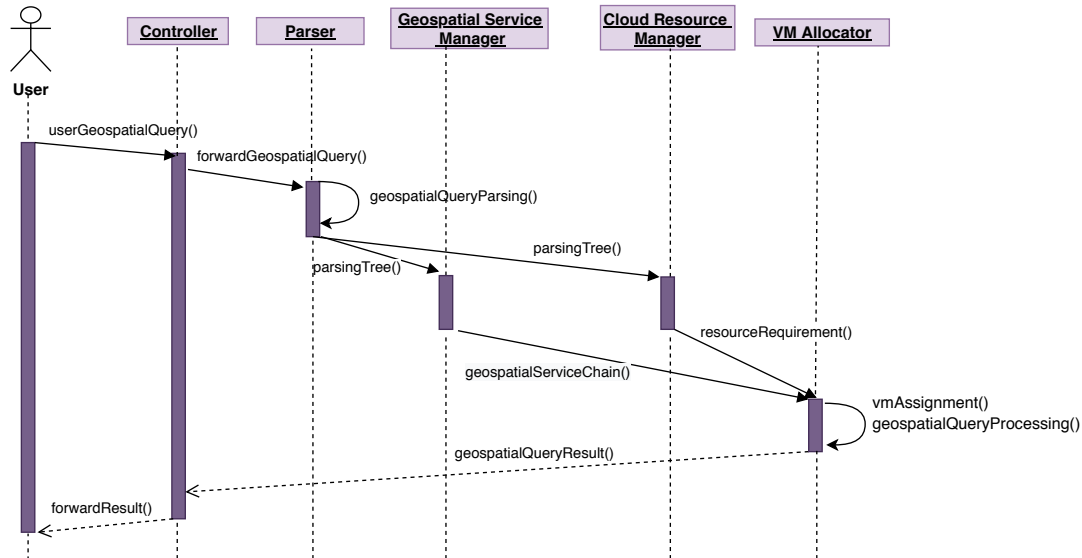 User
Controller
Parser
Geospatial Service
Manager
Cloud Resource
Manager
VM Allocator
userGeospatialQuery()
forwardGeospatialQuery()
geospatialQueryParsing()
parsingTree()
parsingTree()
resourceRequirement()
geospatialServiceChain()
vmAssignment()
geospatialQueryProcessing()
geospatialQueryResult()
forwardResult()